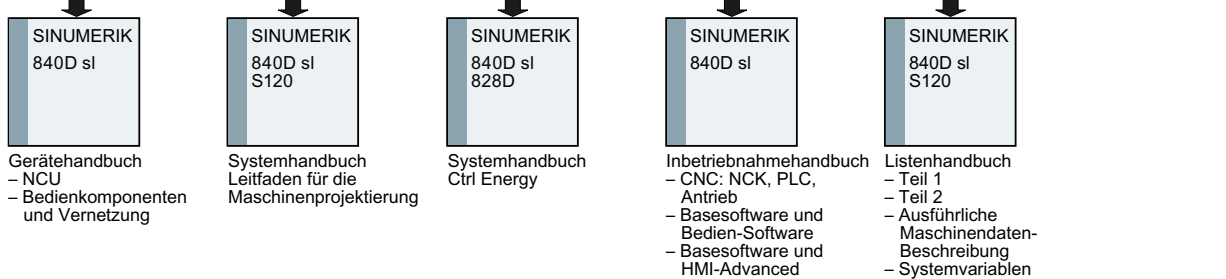 SINUMERIK
840D sl
Gerätehandbuch
– NCU
– Bedienkomponenten
und Vernetzung
SINUMERIK
840D sl
S120
Systemhandbuch
Leitfaden für die
Maschinenprojektierung
SINUMERIK
840D sl
828D
Systemhandbuch
Ctrl Energy
SINUMERIK
840D sl
Inbetriebnahmehandbuch
– CNC: NCK, PLC,
Antrieb
– Basesoftware und
Bedien-Software
– Basesoftware und
HMI-Advanced
SINUMERIK
840D sl
S120
Listenhandbuch
– Teil 1
– Teil 2
– Ausführliche
Maschinendaten-
Beschreibung
– Systemvariablen